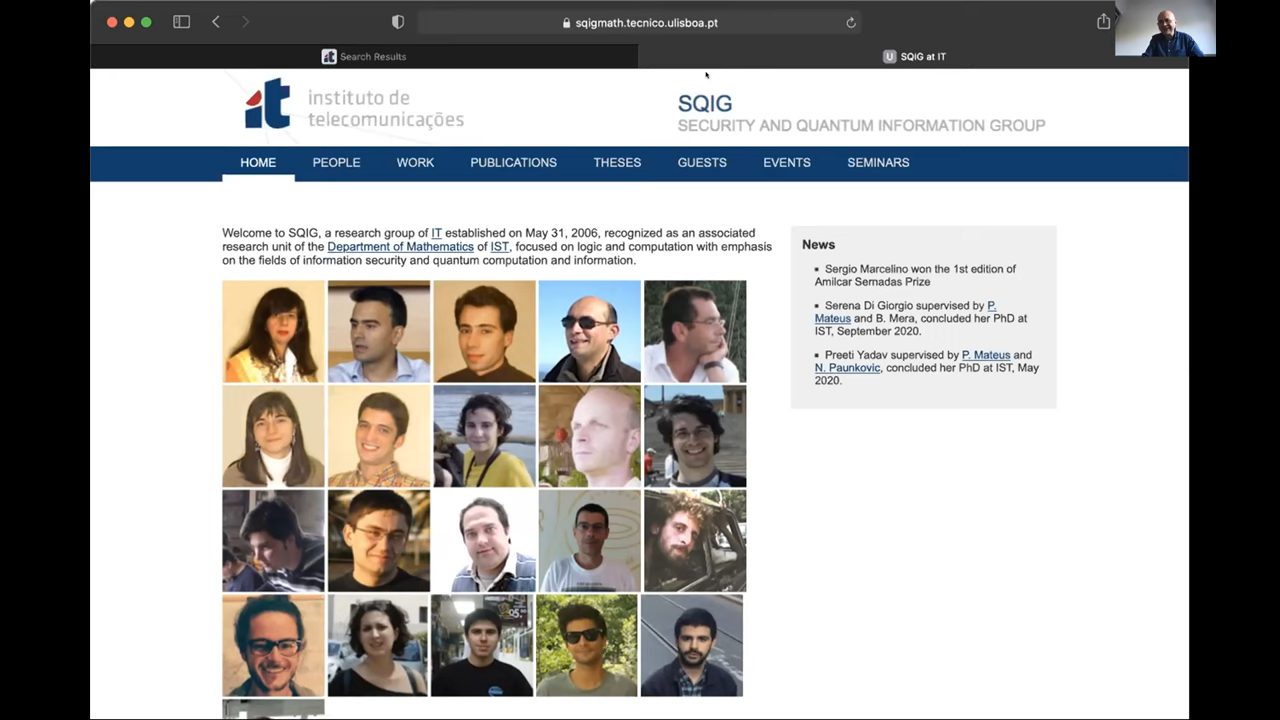 sqigmath.tecnico.ulisboa.pt
Search Results
U SQIG at IT
it
instituto de
telecomunicações
SQIG
SECURITY AND QUANTUM INFORMATION GROUP
HOME PEOPLE WORK PUBLICATIONS THESES GUESTS EVENTS SEMINARS
Welcome to SQIG, a research group of IT established on May 31, 2006, recognized as an associated
research unit of the Department of Mathematics of IST, focused on logic and computation with emphasis
on the fields of information security and quantum computation and information.
News
▪ Sergio Marcelino won the 1st edition of
Amilcar Sernadas Prize
▪ Serena Di Giorgio supervised by P.
Mateus and B. Mera, concluded her PhD at
IST, September 2020.
▪ Preeti Yadav supervised by P. Mateus and
N. Paunkovic, concluded her PhD at IST, May
2020.